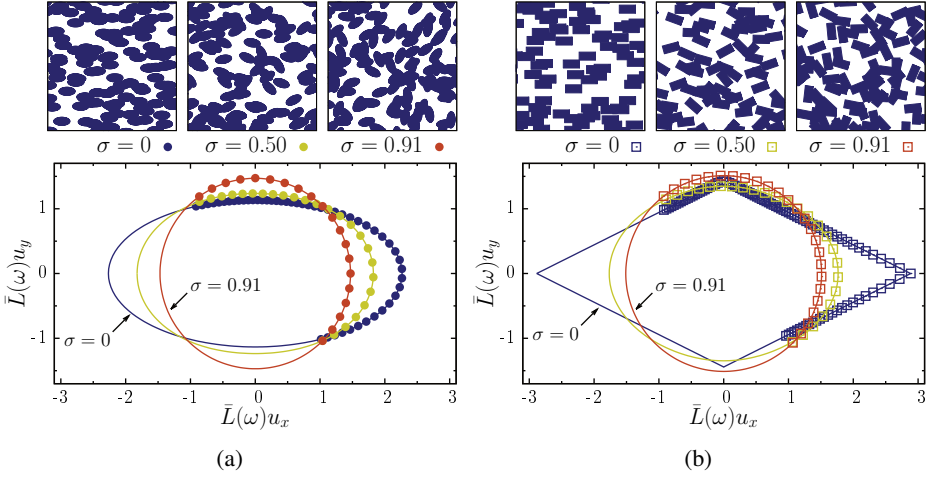 σ = 0 σ = 0.50 σ = 0.91
L̄(ω)u_y
1
0
-1
σ = 0.91
σ = 0
-3 -2 -1 0 1 2 3
L̄(ω)u_x
(a)
σ = 0 σ = 0.50 σ = 0.91
L̄(ω)u_y
1
0
-1
σ = 0.91
σ = 0
-3 -2 -1 0 1 2 3
L̄(ω)u_x
(b)